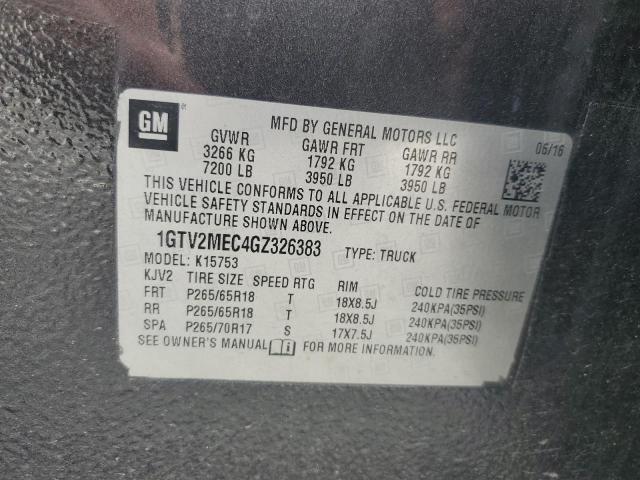 GM
MFD BY GENERAL MOTORS LLC
06/16
GVWR GAWR FRT GAWR RR
3266 KG 1792 KG 1792 KG
7200 LB 3950 LB 3950 LB
THIS VEHICLE CONFORMS TO ALL APPLICABLE U.S. FEDERAL MOTOR
VEHICLE SAFETY STANDARDS IN EFFECT ON THE DATE OF
MANUFACTURE SHOWN ABOVE.
1GTV2MEC4GZ326383 TYPE: TRUCK
MODEL: K15753
KJV2 TIRE SIZE SPEED RTG RIM COLD TIRE PRESSURE
FRT P265/65R18 T 18X8.5J 240KPA(35PSI)
RR P265/65R18 T 18X8.5J 240KPA(35PSI)
SPA P265/70R17 S 17X7.5J 240KPA(35PSI)
SEE OWNER'S MANUAL i FOR MORE INFORMATION.